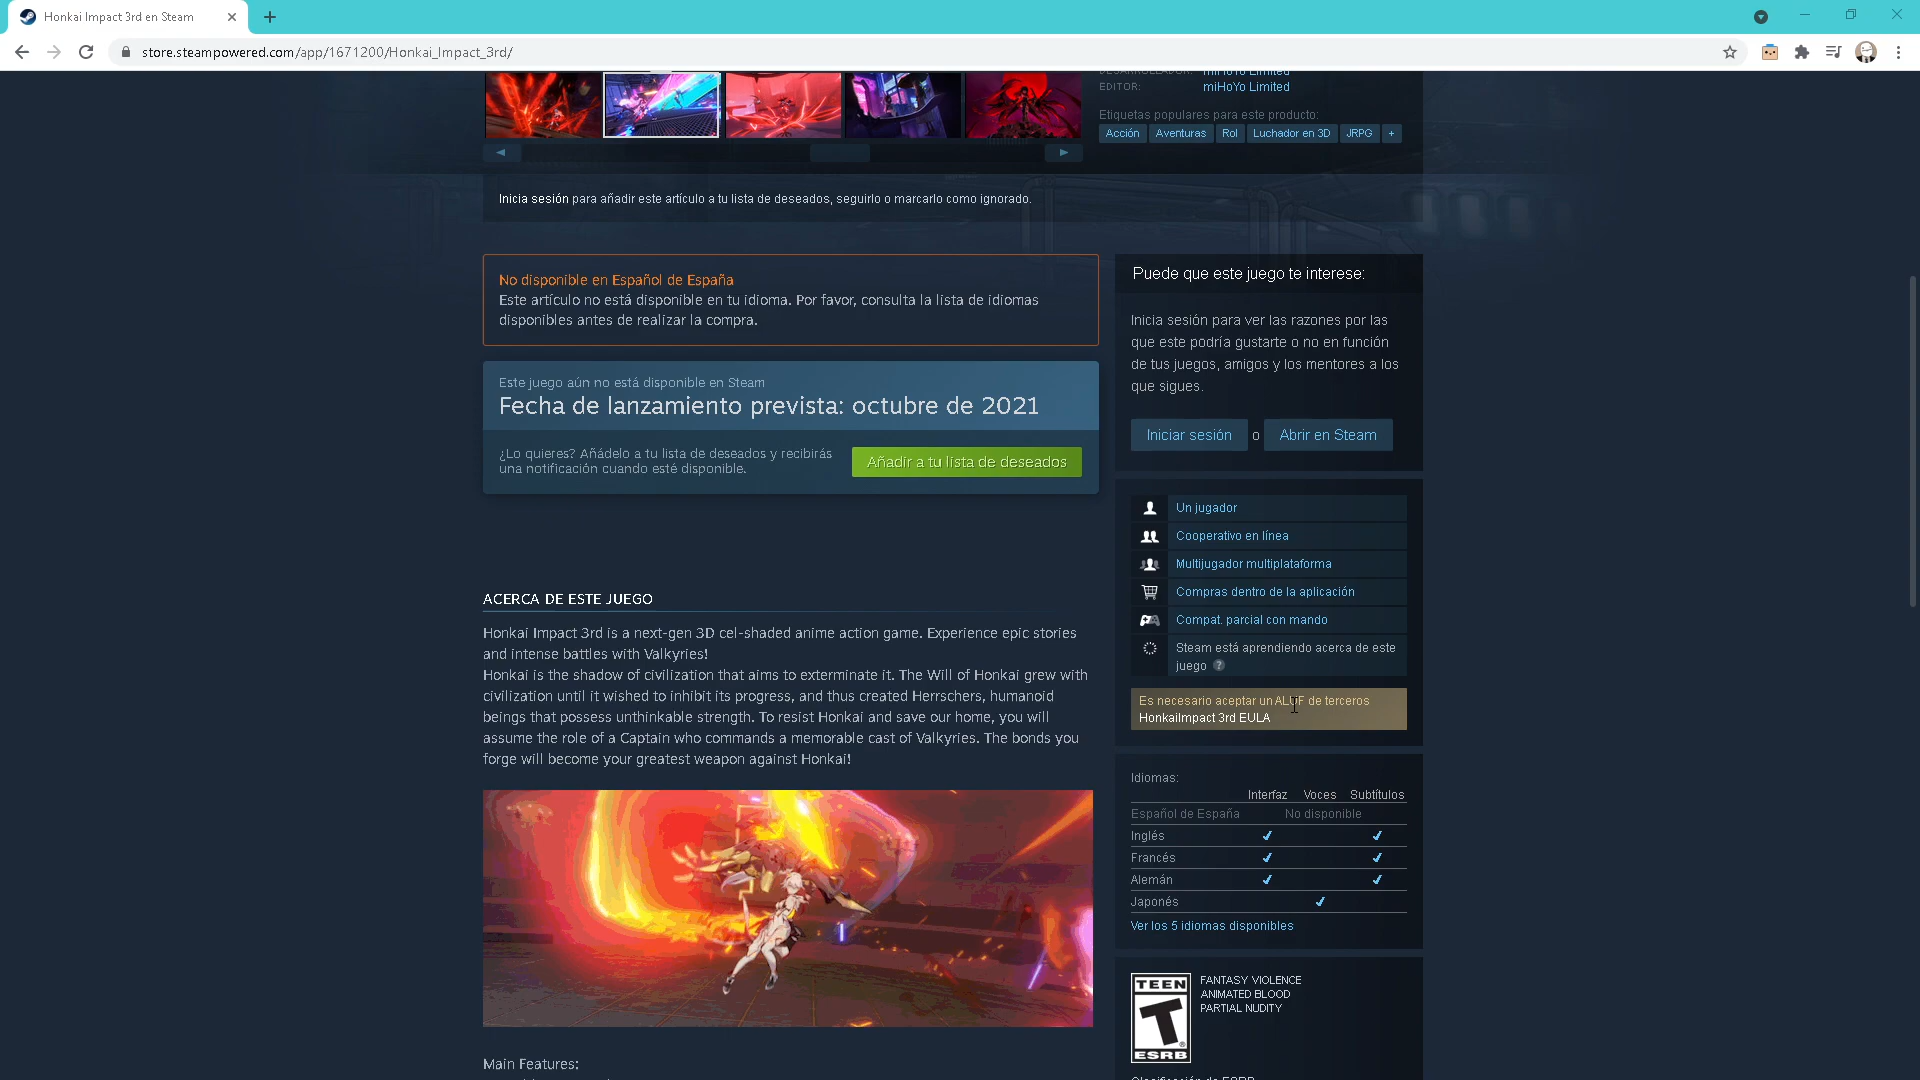 Honkai Impact 3rd en Steam
store.steampowered.com/app/1671200/Honkai_Impact_3rd/
DESARROLLADOR: miHoYo Limited
EDITOR: miHoYo Limited
Etiquetas populares para este producto:
Acción Aventuras Rol Luchador en 3D JRPG +
Inicia sesión para añadir este artículo a tu lista de deseados, seguirlo o marcarlo como ignorado.
No disponible en Español de España
Este artículo no está disponible en tu idioma. Por favor, consulta la lista de idiomas
disponibles antes de realizar la compra.
Este juego aún no está disponible en Steam
Fecha de lanzamiento prevista: octubre de 2021
¿Lo quieres? Añádelo a tu lista de deseados y recibirás
una notificación cuando esté disponible.
Añadir a tu lista de deseados
ACERCA DE ESTE JUEGO
Honkai Impact 3rd is a next-gen 3D cel-shaded anime action game. Experience epic stories
and intense battles with Valkyries!
Honkai is the shadow of civilization that aims to exterminate it. The Will of Honkai grew with
civilization until it wished to inhibit its progress, and thus created Herrschers, humanoid
beings that possess unthinkable strength. To resist Honkai and save our home, you will
assume the role of a Captain who commands a memorable cast of Valkyries. The bonds you
forge will become your greatest weapon against Honkai!
Main Features:
Puede que este juego te interese:
Inicia sesión para ver las razones por las
que este podría gustarte o no en función
de tus juegos, amigos y los mentores a los
que sigues.
Iniciar sesión o Abrir en Steam
Un jugador
Cooperativo en línea
Multijugador multiplataforma
Compras dentro de la aplicación
Compat. parcial con mando
Steam está aprendiendo acerca de este
juego ?
Es necesario aceptar un ALUF de terceros
HonkaiImpact 3rd EULA
Idiomas:
Interfaz Voces Subtítulos
Español de España No disponible
Inglés ✔ ✔
Francés ✔ ✔
Alemán ✔ ✔
Japonés ✔
Ver los 5 idiomas disponibles
TEEN
T
ESRB
FANTASY VIOLENCE
ANIMATED BLOOD
PARTIAL NUDITY